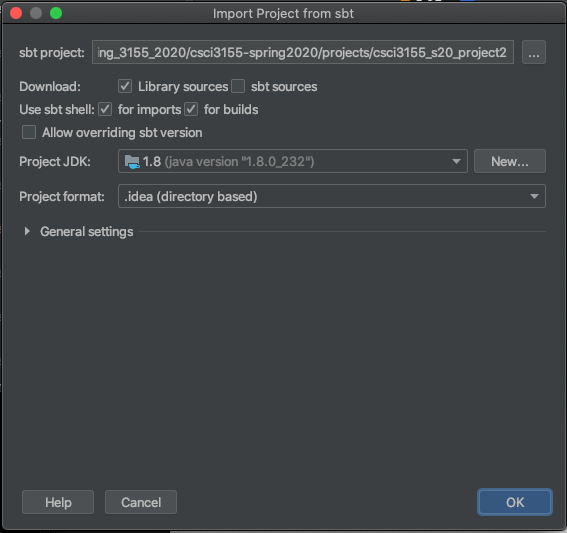 Import Project from sbt
sbt project: ing_3155_2020/csci3155-spring2020/projects/csci3155_s20_project2 ...
Download: Library sources sbt sources
Use sbt shell: for imports for builds
Allow overriding sbt version
Project JDK: 1.8 (java version "1.8.0_232") New...
Project format: .idea (directory based)
General settings
Help Cancel OK